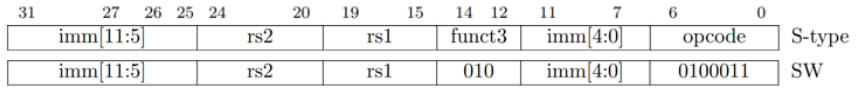 31 27 26 25 24 20 19 15 14 12 11 7 6 0
imm[11:5] rs2 rs1 funct3 imm[4:0] opcode S-type
imm[11:5] rs2 rs1 010 imm[4:0] 0100011 SW